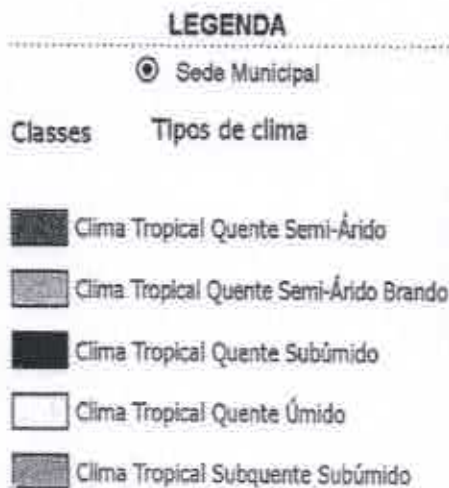 LEGENDA
Sede Municipal
Classes Tipos de clima
Clima Tropical Quente Semi-Árido
Clima Tropical Quente Semi-Árido Brando
Clima Tropical Quente Subúmido
Clima Tropical Quente Úmido
Clima Tropical Subquente Subúmido